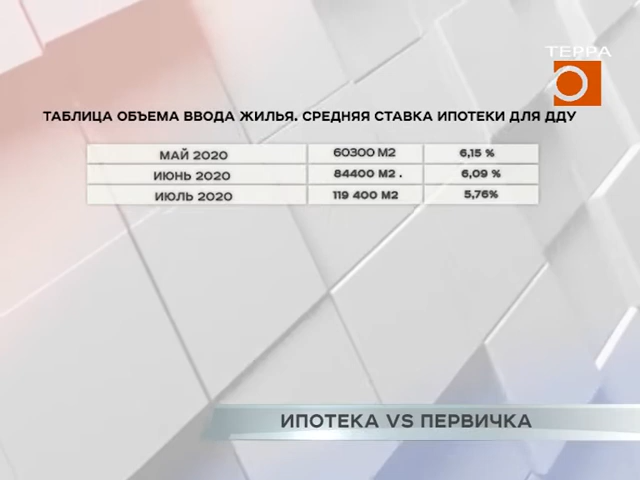 ТЕРРА
ТАБЛИЦА ОБЪЕМА ВВОДА ЖИЛЬЯ. СРЕДНЯЯ СТАВКА ИПОТЕКИ ДЛЯ ДДУ
МАЙ 2020 60300 М2 6,15 %
ИЮНЬ 2020 84400 М2 . 6,09 %
ИЮЛЬ 2020 119 400 М2 5,76%
ИПОТЕКА VS ПЕРВИЧКА